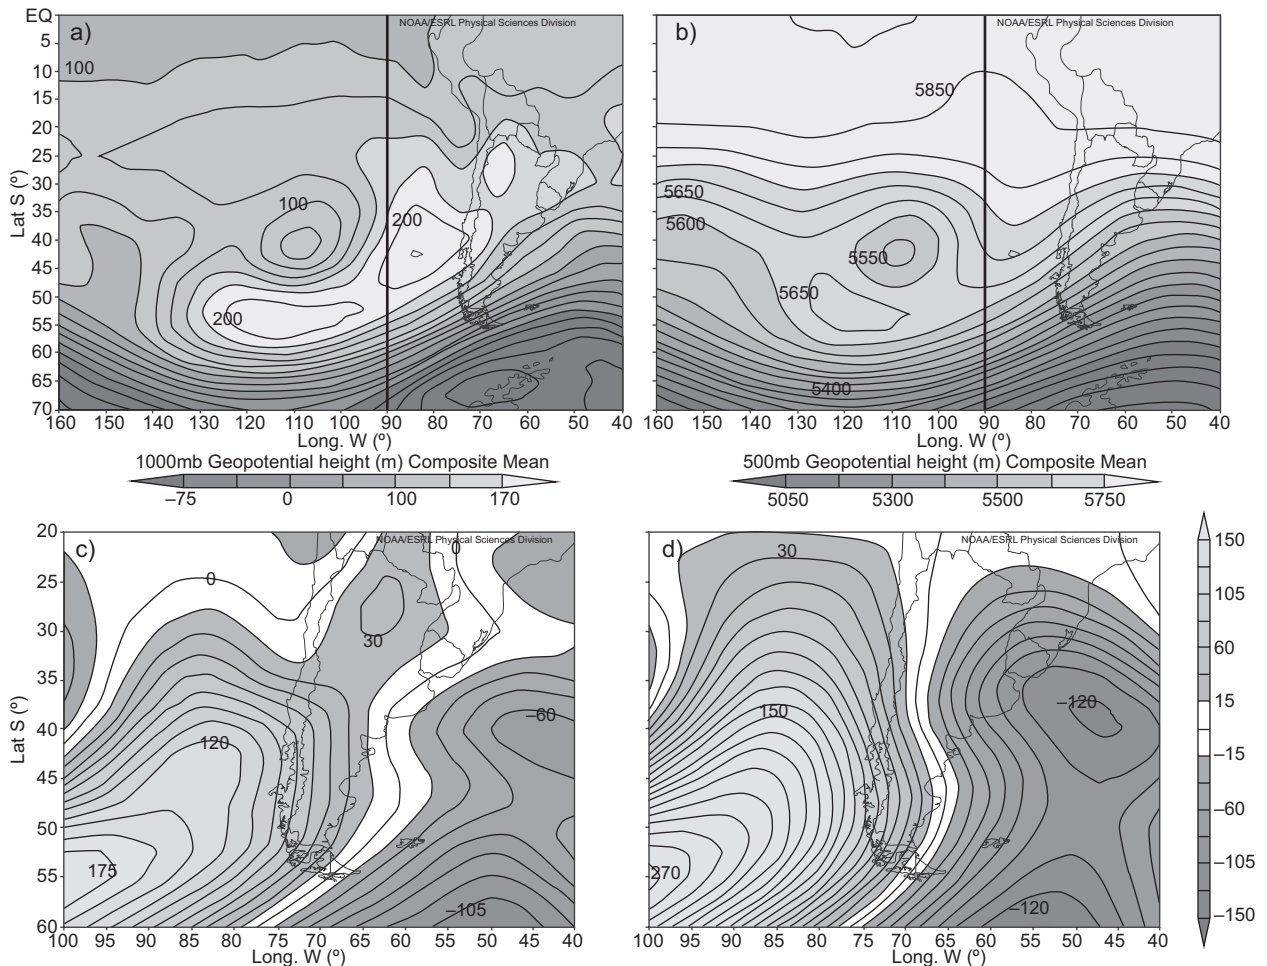 NOAA/ESRL Physical Sciences Division
a)
EQ
5
10
15
20
25
30
35
40
45
50
55
60
65
70
Lat S (º)
100
100
200
200
160 150 140 130 120 110 100 90 80 70 60 50 40
Long. W (º)
1000mb Geopotential height (m) Composite Mean
–75 0 100 170
NOAA/ESRL Physical Sciences Division
b)
5850
5650
5600
5550
5650
5400
160 150 140 130 120 110 100 90 80 70 60 50 40
Long. W (º)
500mb Geopotential height (m) Composite Mean
5050 5300 5500 5750
NOAA/ESRL Physical Sciences Division
c)
20
25
30
35
40
45
50
55
60
Lat S (º)
0
0
30
120
–60
175
–105
100 95 90 85 80 75 70 65 60 55 50 45 40
Long. W (º)
NOAA/ESRL Physical Sciences Division
d)
30
150
–120
270
–120
100 95 90 85 80 75 70 65 60 55 50 45 40
Long. W (º)
150
105
60
15
–15
–60
–105
–150